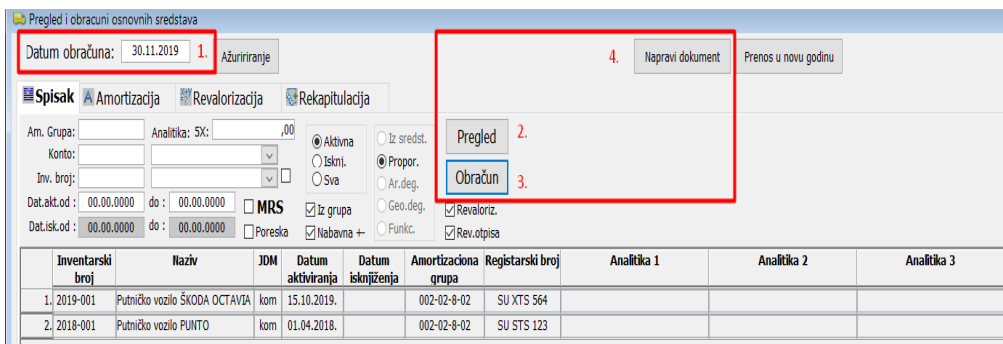 Pregled i obracuni osnovnih sredstava
Datum obračuna: 30.11.2019 1. Ažuririranje 4. Napravi dokument Prenos u novu godinu
Spisak A Amortizacija Revalorizacija Rekapitulacija
Am. Grupa: Analitika: 5X: ,00 Aktivna Iz sredst. Pregled 2.
Konto: Isknj. Propor.
Inv. broj: Sva Ar.deg. Obračun 3.
Dat.akt.od : 00.00.0000 do : 00.00.0000 MRS Iz grupa Geo.deg. Revaloriz.
Dat.isk.od : 00.00.0000 do : 00.00.0000 Poreska Nabavna +- Funkc. Rev.otpisa
Inventarski broj Naziv JDM Datum aktiviranja Datum isknjiženja Amortizaciona grupa Registarski broj Analitika 1 Analitika 2 Analitika 3
1. 2019-001 Putničko vozilo ŠKODA OCTAVIA kom 15.10.2019. 002-02-8-02 SU XTS 564
2. 2018-001 Putničko vozilo PUNTO kom 01.04.2018. 002-02-8-02 SU STS 123